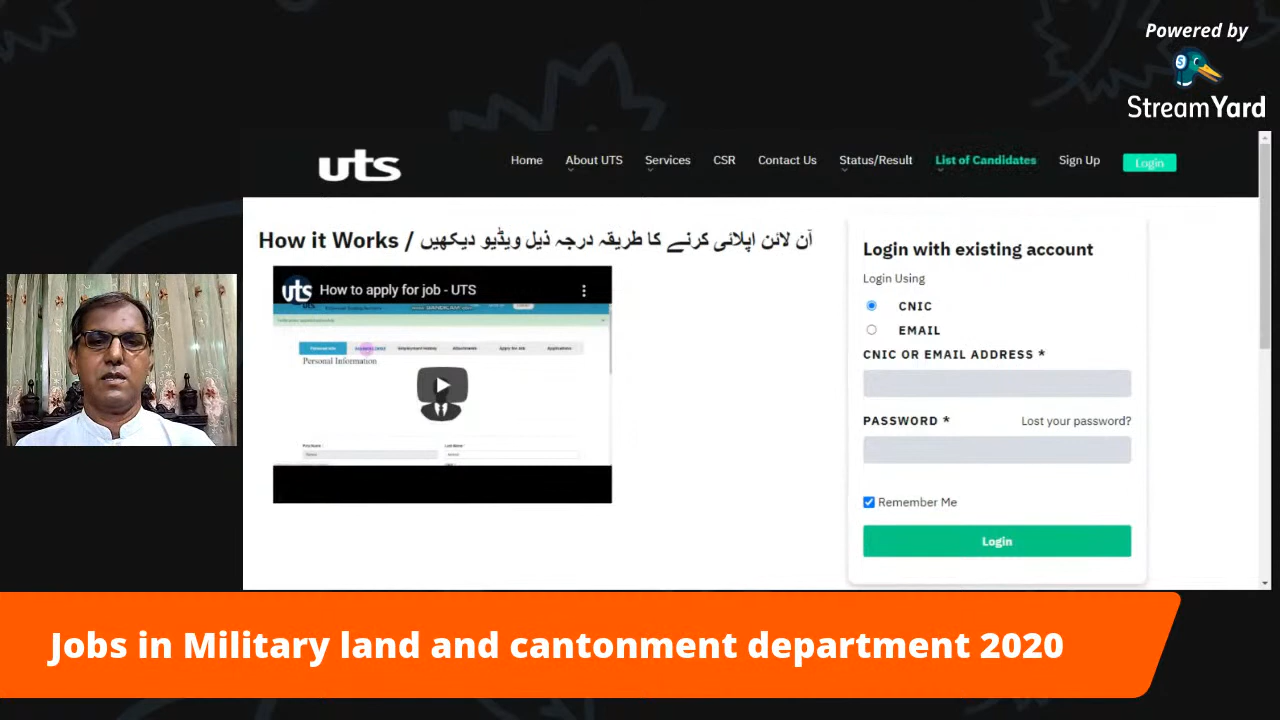 Powered by
StreamYard
uts
Home About UTS Services CSR Contact Us Status/Result List of Candidates Sign Up Login
How it Works / آن لائن اپلائی کرنے کا طریقہ درجہ ذیل ویڈیو دیکھیں
uts How to apply for job - UTS
Personal Information
Login with existing account
Login Using
CNIC
EMAIL
CNIC OR EMAIL ADDRESS *
PASSWORD * Lost your password?
Remember Me
Login
Jobs in Military land and cantonment department 2020